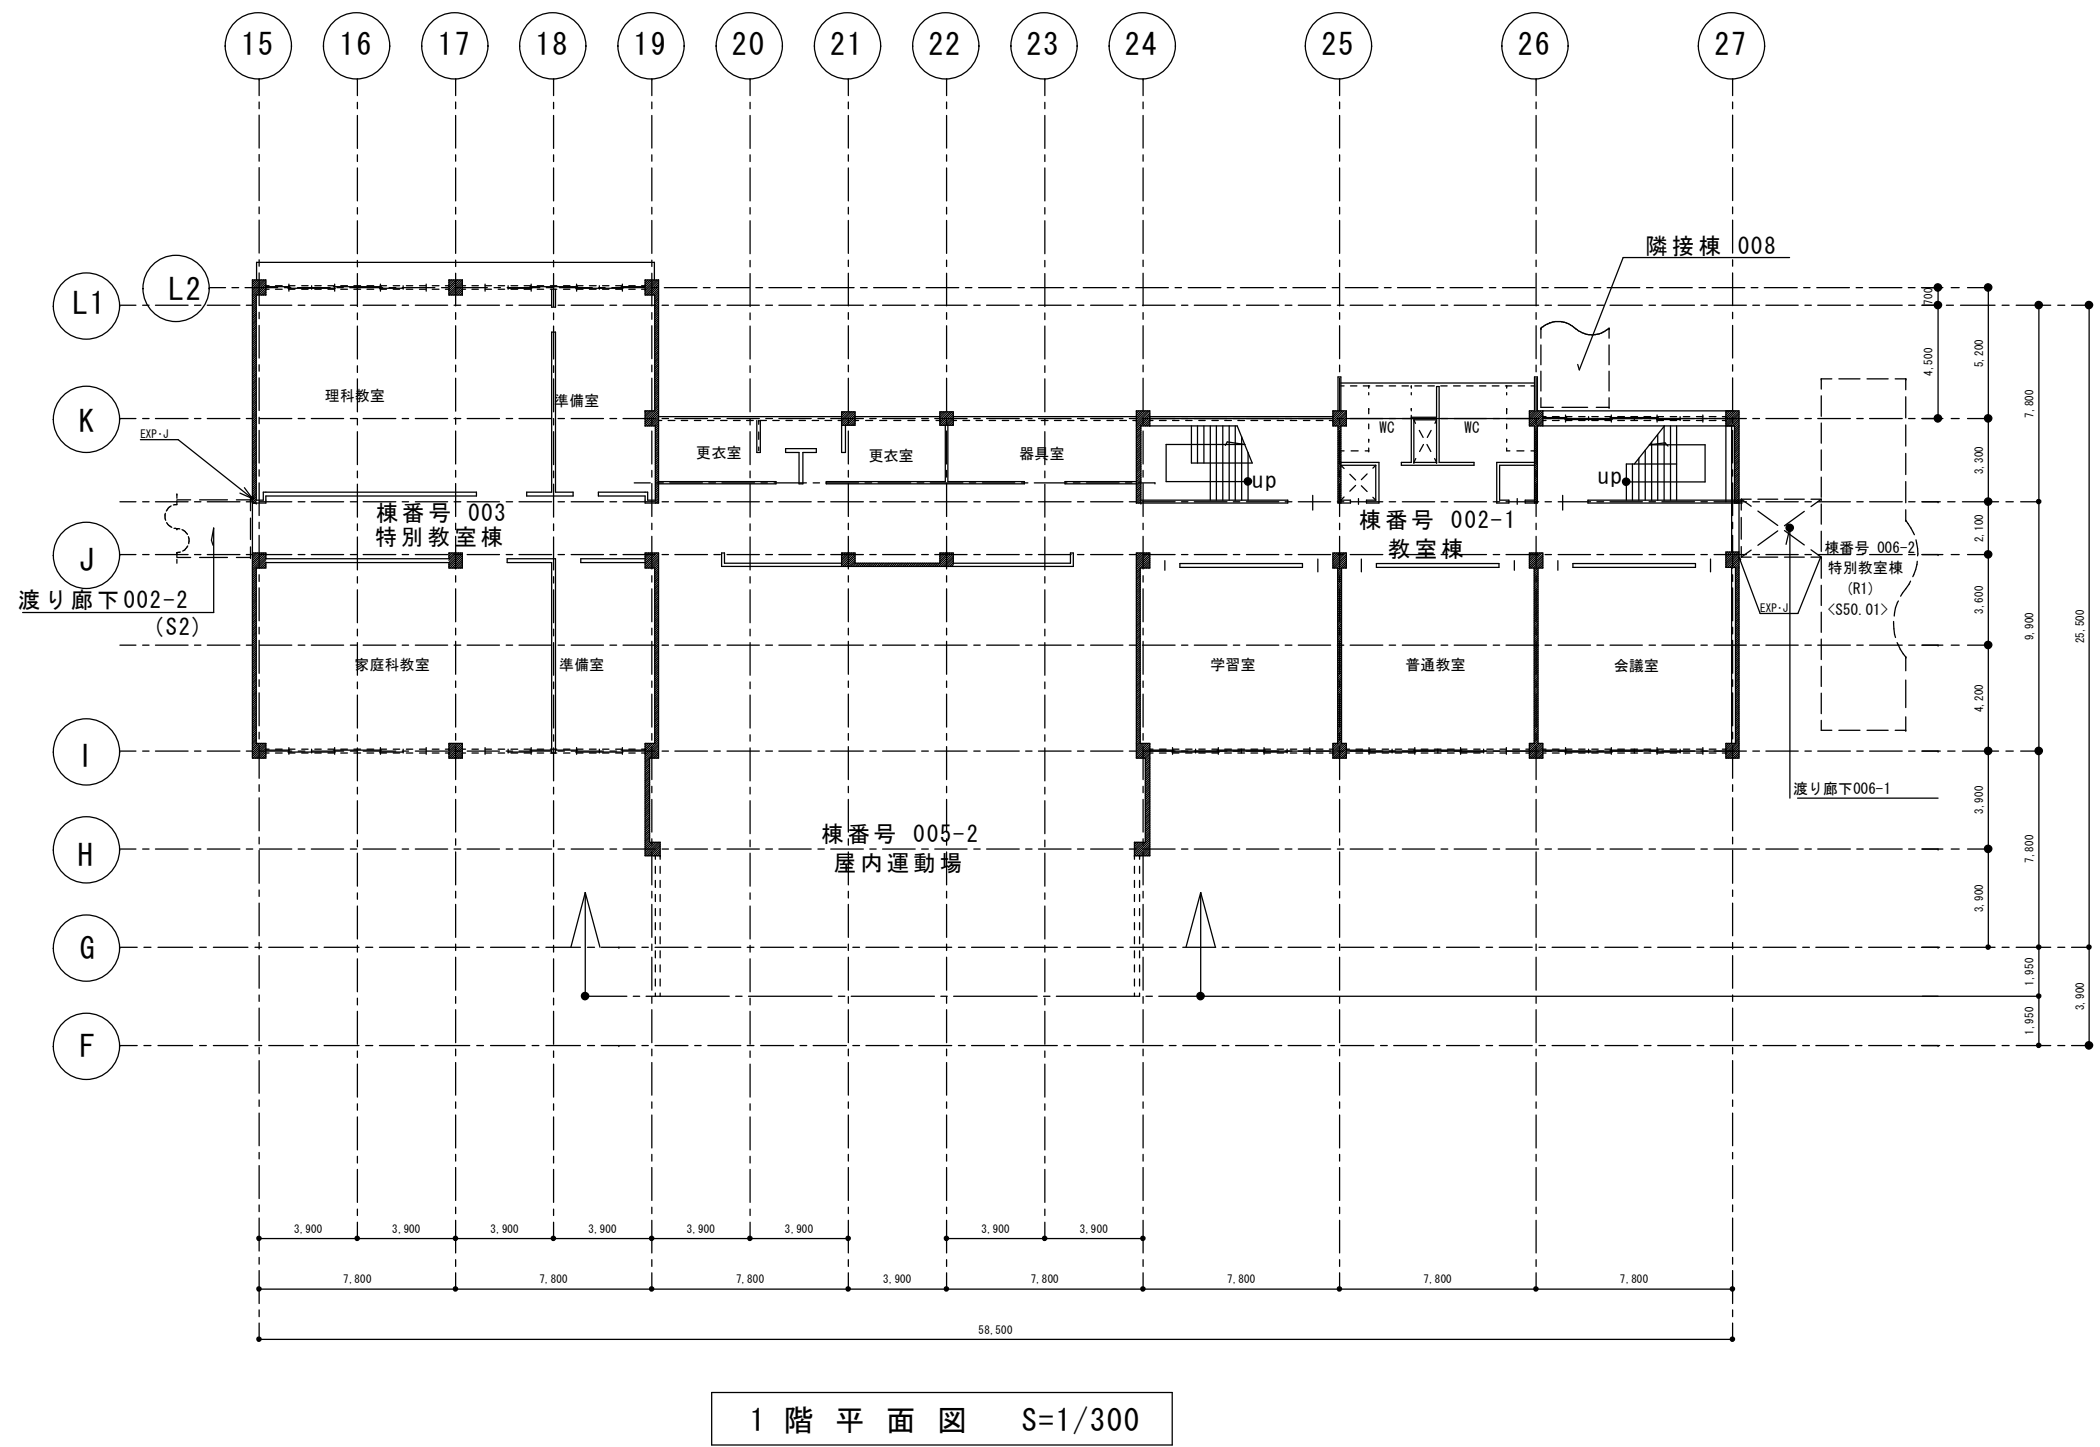 15 16 17 18 19 20 21 22 23 24 25 26 27
隣接棟 008
L2
L1
700
4,500
5,200
7,800
理科教室
準備室
K
WC
WC
EXP・J
更衣室
更衣室
器具室
3,300
up
up
棟番号 003
特別教室棟
棟番号 002-1
教室棟
2,100
J
棟番号 006-2
特別教室棟
(R1)
<S50.01>
EXP・J
渡り廊下002-2
(S2)
3,600
9,900
25,500
家庭科教室
準備室
学習室
普通教室
会議室
4,200
I
渡り廊下006-1
3,900
棟番号 005-2
屋内運動場
H
7,800
3,900
G
1,950
3,900
1,950
F
3,900 3,900 3,900 3,900 3,900 3,900 3,900 3,900
7,800 7,800 7,800 3,900 7,800 7,800 7,800 7,800
58,500
1階平面図 S=1/300